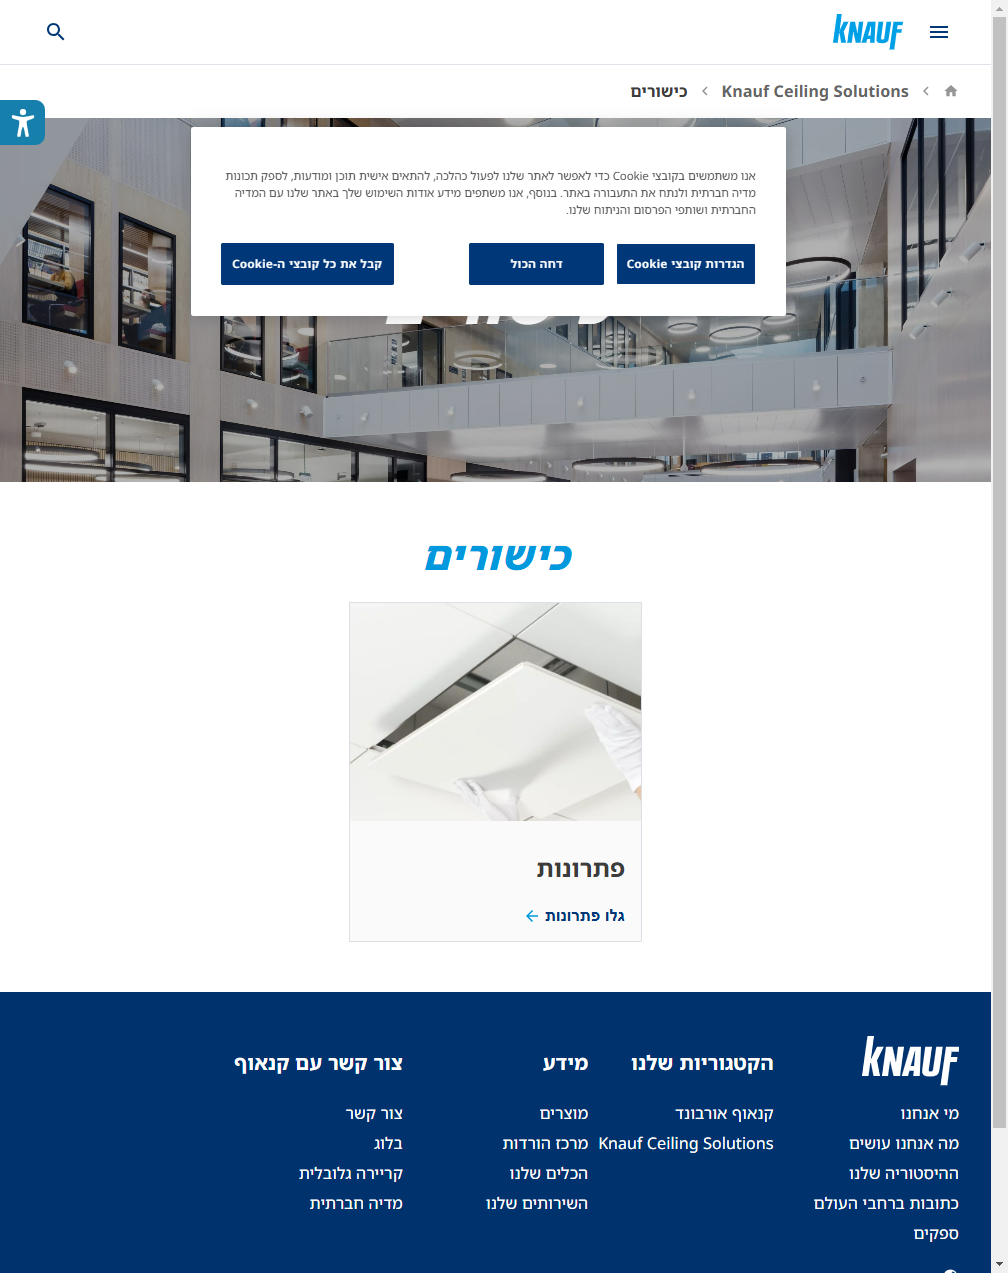 KNAUF
Knauf Ceiling Solutions
כישורים
אנו משתמשים בקובצי Cookie כדי לאפשר לאתר שלנו לפעול כהלכה, להתאים אישית תוכן ומודעות, לספק תכונות
מדיה חברתית ולנתח את התעבורה באתר. בנוסף, אנו משתפים מידע אודות השימוש שלך באתר שלנו עם המדיה
החברתית ושותפי הפרסום והניתוח שלנו.
הגדרות קובצי Cookie
דחה הכול
קבל את כל קובצי ה-Cookie
כישורים
פתרונות
גלו פתרונות
KNAUF
מי אנחנו
מה אנחנו עושים
ההיסטוריה שלנו
כתובות ברחבי העולם
ספקים
הקטגוריות שלנו
קנאוף אורבונד
Knauf Ceiling Solutions
מידע
מוצרים
מרכז הורדות
הכלים שלנו
השירותים שלנו
צור קשר עם קנאוף
צור קשר
בלוג
קריירה גלובלית
מדיה חברתית